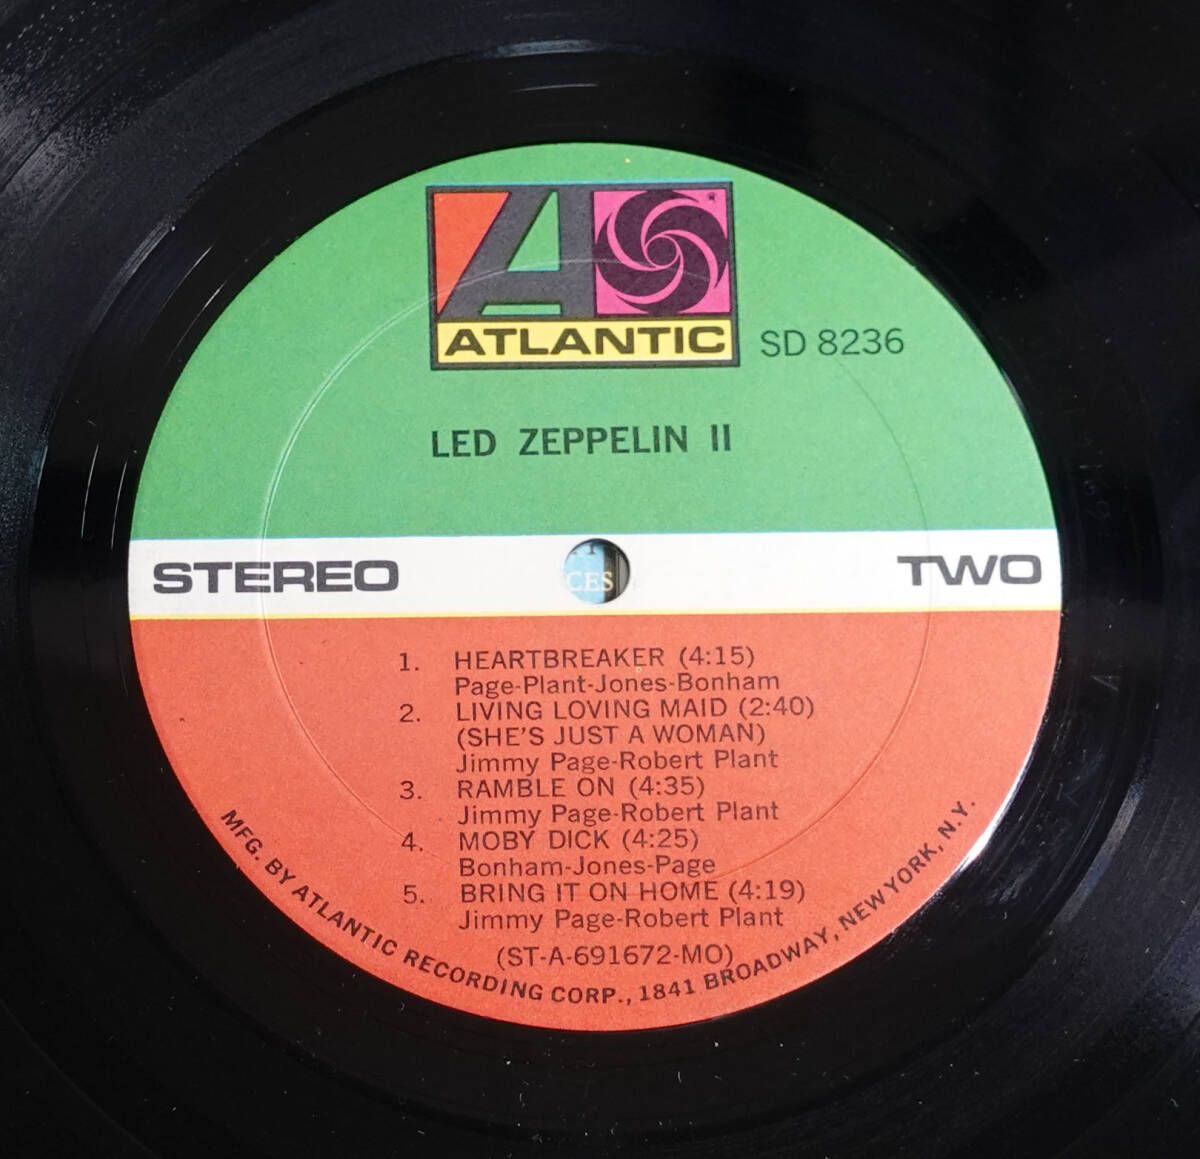 ATLANTIC
SD 8236
LED ZEPPELIN II
STEREO
TWO
CES
1. HEARTBREAKER (4:15)
Page-Plant-Jones-Bonham
2. LIVING LOVING MAID (2:40)
(SHE'S JUST A WOMAN)
Jimmy Page-Robert Plant
3. RAMBLE ON (4:35)
Jimmy Page-Robert Plant
4. MOBY DICK (4:25)
Bonham-Jones-Page
5. BRING IT ON HOME (4:19)
Jimmy Page-Robert Plant
(ST-A-691672-MO)
MFG. BY ATLANTIC RECORDING CORP., 1841 BROADWAY, NEW YORK, N.Y.